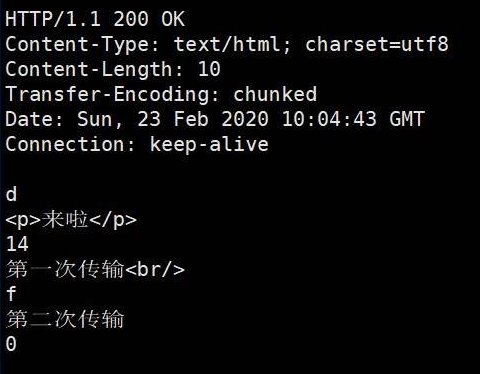 HTTP/1.1 200 OK
Content-Type: text/html; charset=utf8
Content-Length: 10
Transfer-Encoding: chunked
Date: Sun, 23 Feb 2020 10:04:43 GMT
Connection: keep-alive
d
<p>来啦</p>
14
第一次传输<br/>
f
第二次传输
0